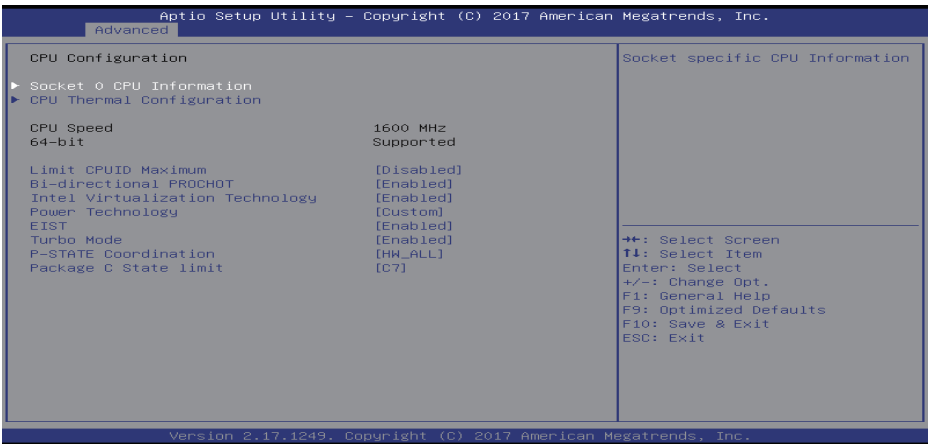 Aptio Setup Utility – Copyright (C) 2017 American Megatrends, Inc.
Advanced
CPU Configuration
► Socket 0 CPU Information
► CPU Thermal Configuration
CPU Speed 1600 MHz
64-bit Supported
Limit CPUID Maximum [Disabled]
Bi-directional PROCHOT [Enabled]
Intel Virtualization Technology [Enabled]
Power Technology [Custom]
EIST [Enabled]
Turbo Mode [Enabled]
P-STATE Coordination [HW_ALL]
Package C State limit [C7]
Socket specific CPU Information
→←: Select Screen
↑↓: Select Item
Enter: Select
+/-: Change Opt.
F1: General Help
F9: Optimized Defaults
F10: Save & Exit
ESC: Exit
Version 2.17.1249. Copyright (C) 2017 American Megatrends, Inc.